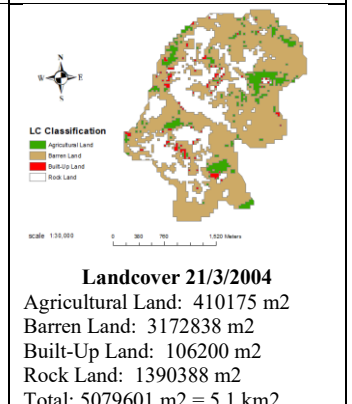 N
W E
S
LC Classification
Agricultural Land
Barren Land
Built-Up Land
Rock Land
scale 1:30,000
0 380 760 1,520 Meters
Landcover 21/3/2004
Agricultural Land: 410175 m2
Barren Land: 3172838 m2
Built-Up Land: 106200 m2
Rock Land: 1390388 m2
Total: 5079601 m2 = 5.1 km2